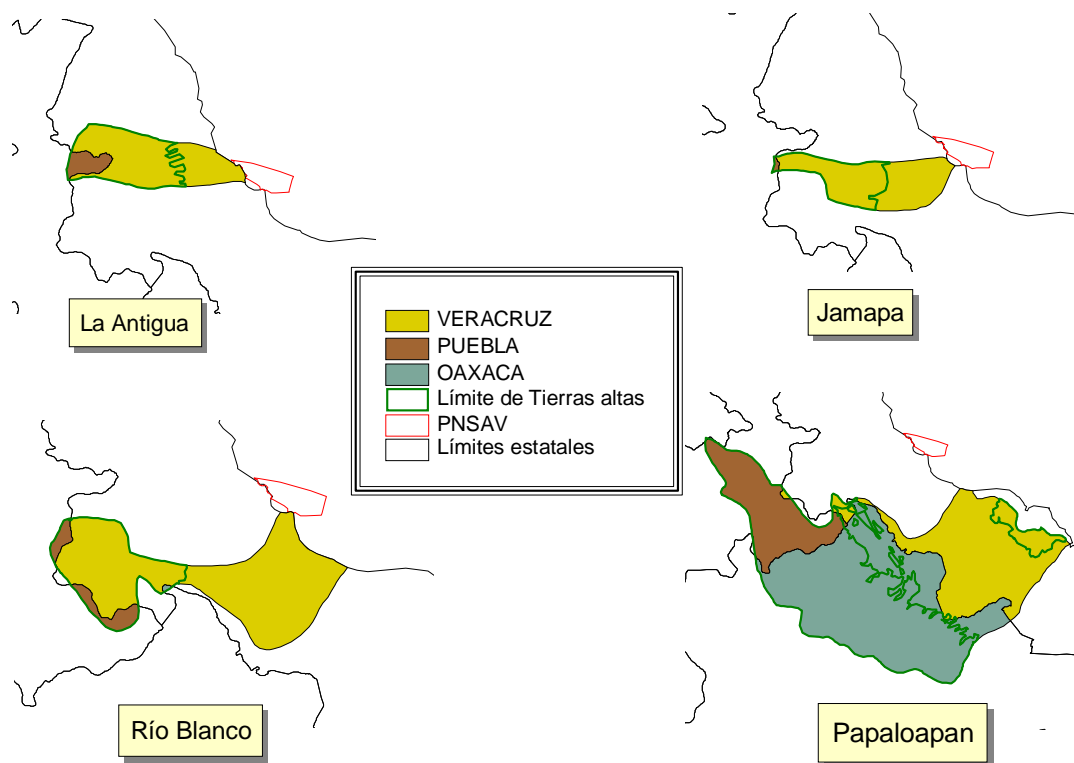 La Antigua
Jamapa
VERACRUZ
PUEBLA
OAXACA
Límite de Tierras altas
PNSAV
Límites estatales
Río Blanco
Papaloapan